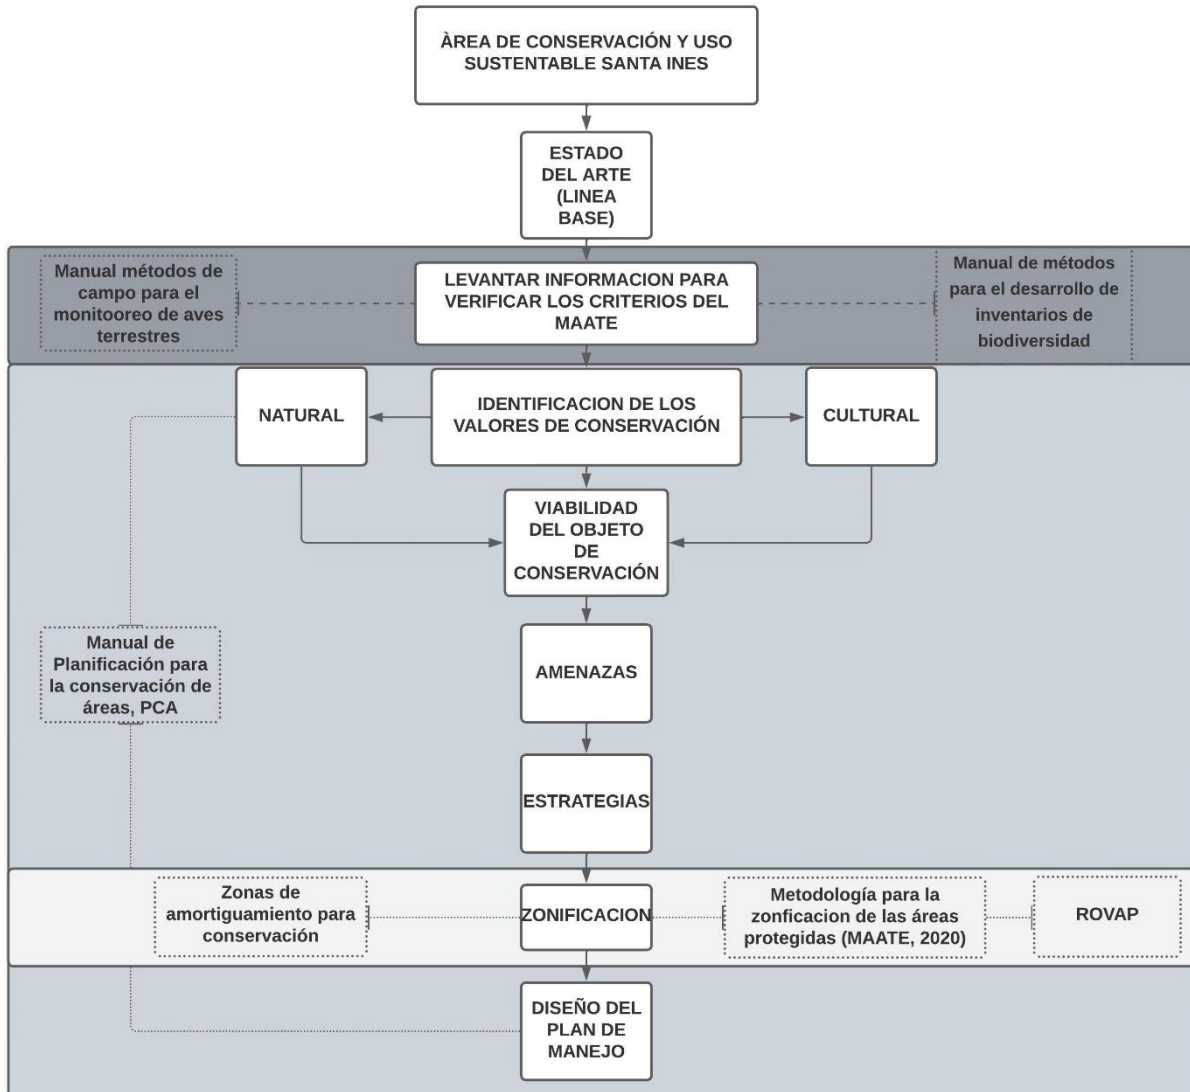 ÀREA DE CONSERVACIÓN Y USO
SUSTENTABLE SANTA INES
ESTADO
DEL ARTE
(LINEA
BASE)
Manual métodos de
campo para el
monitooreo de aves
terrestres
LEVANTAR INFORMACION PARA
VERIFICAR LOS CRITERIOS DEL
MAATE
Manual de métodos
para el desarrollo de
inventarios de
biodiversidad
NATURAL
IDENTIFICACION DE LOS
VALORES DE CONSERVACIÓN
CULTURAL
VIABILIDAD
DEL OBJETO
DE
CONSERVACIÓN
Manual de
Planificación para
la conservación de
áreas, PCA
AMENAZAS
ESTRATEGIAS
Zonas de
amortiguamiento para
conservación
ZONIFICACION
Metodología para la
zonficacion de las áreas
protegidas (MAATE, 2020)
ROVAP
DISEÑO DEL
PLAN DE
MANEJO